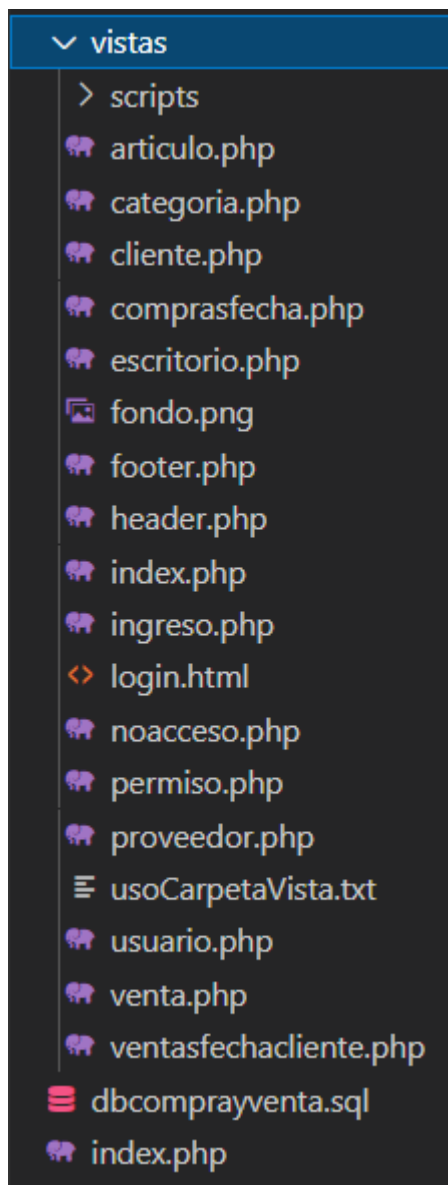 vistas
scripts
articulo.php
categoria.php
cliente.php
comprasfecha.php
escritorio.php
fondo.png
footer.php
header.php
index.php
ingreso.php
login.html
noacceso.php
permiso.php
proveedor.php
usoCarpetaVista.txt
usuario.php
venta.php
ventasfechacliente.php
dbcomprayventa.sql
index.php